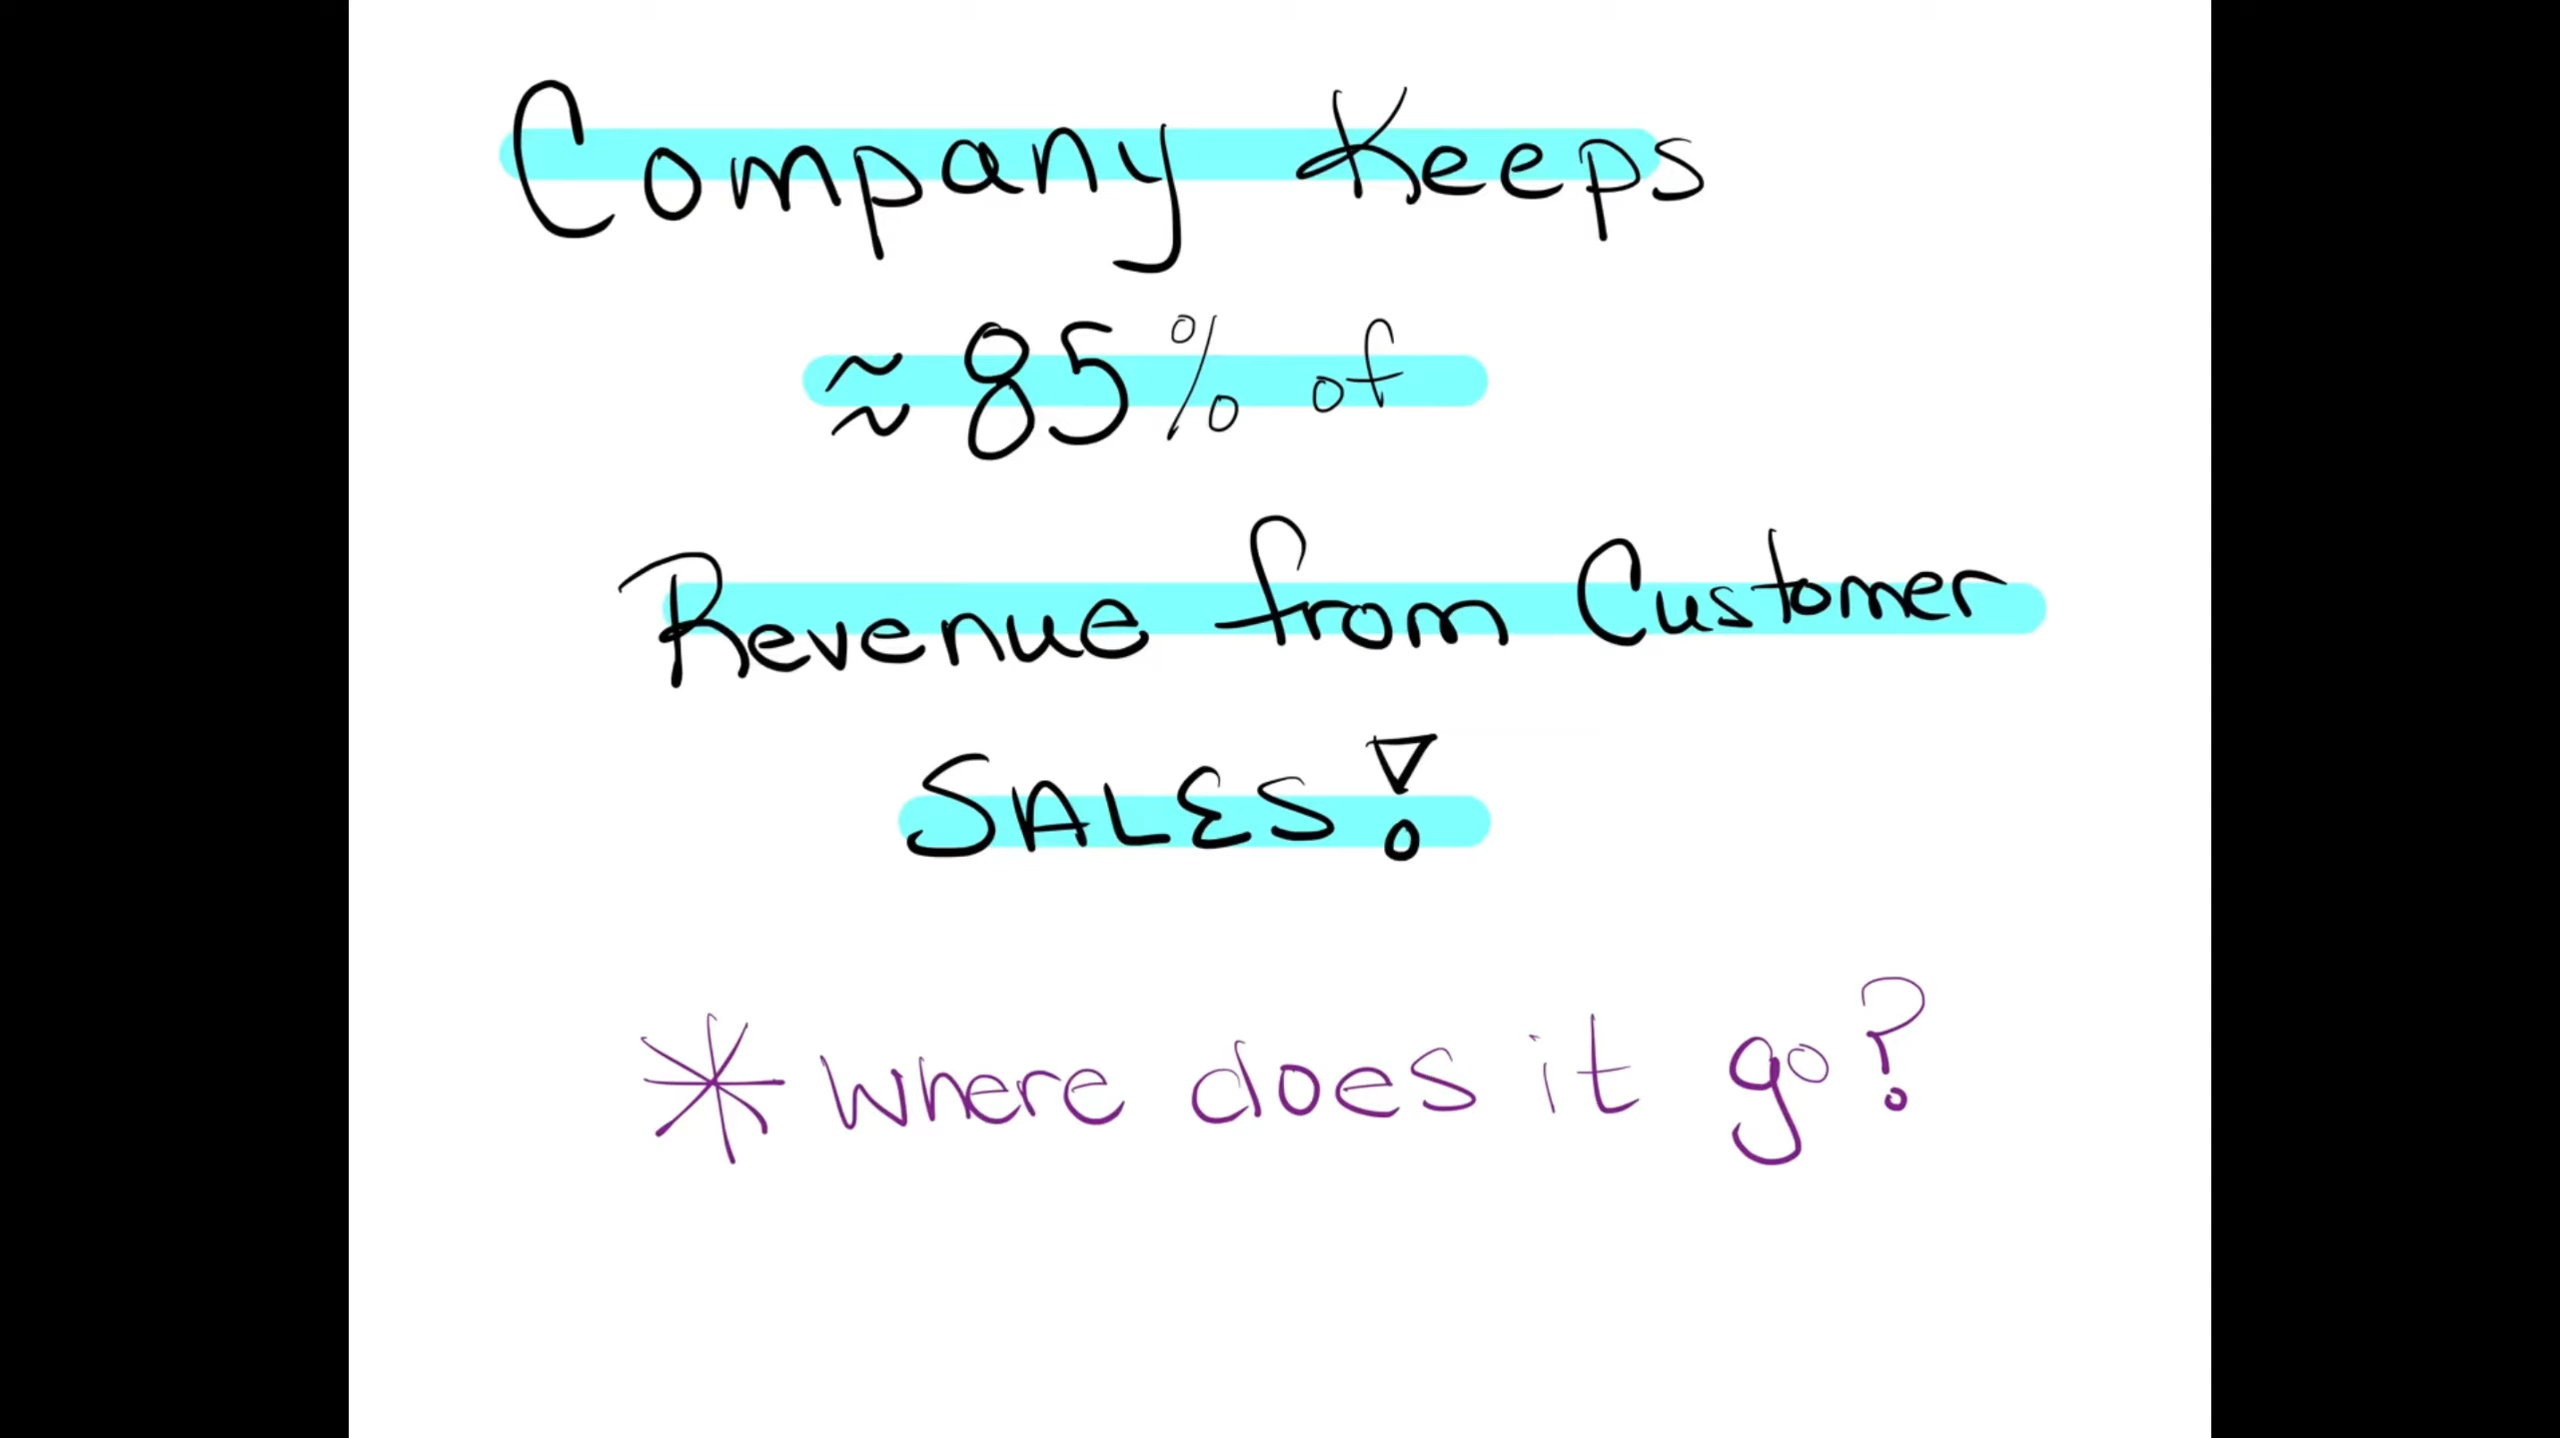 Company Keeps
≈ 85% of
Revenue from Customer
SALES!
* where does it go?